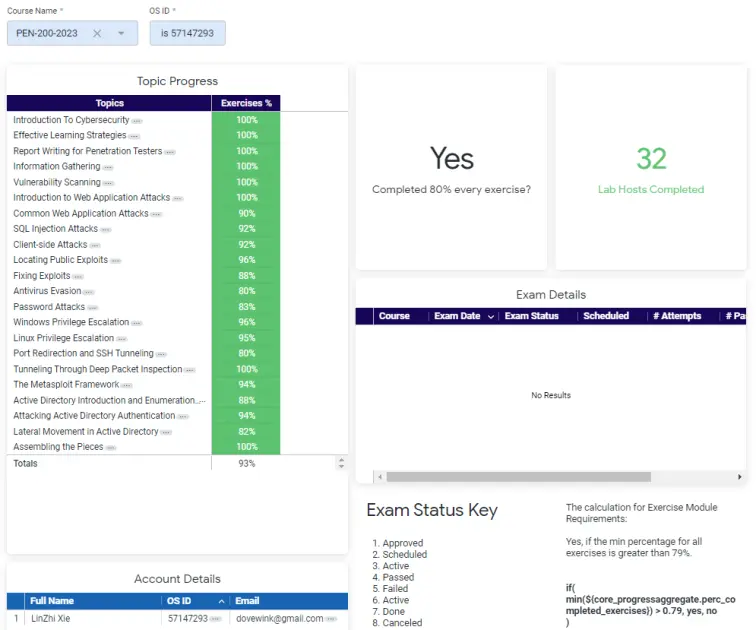 Course Name *
OS ID *
PEN-200-2023
is 57147293
Topic Progress
Topics Exercises %
Introduction To Cybersecurity 100%
Effective Learning Strategies 100%
Report Writing for Penetration Testers 100%
Information Gathering 100%
Vulnerability Scanning 100%
Introduction to Web Application Attacks 100%
Common Web Application Attacks 90%
SQL Injection Attacks 92%
Client-side Attacks 92%
Locating Public Exploits 96%
Fixing Exploits 88%
Antivirus Evasion 80%
Password Attacks 83%
Windows Privilege Escalation 96%
Linux Privilege Escalation 95%
Port Redirection and SSH Tunneling 80%
Tunneling Through Deep Packet Inspection 100%
The Metasploit Framework 94%
Active Directory Introduction and Enumeration... 88%
Attacking Active Directory Authentication 94%
Lateral Movement in Active Directory 82%
Assembling the Pieces 100%
Totals 93%
Yes
Completed 80% every exercise?
32
Lab Hosts Completed
Exam Details
Course Exam Date Exam Status Scheduled # Attempts # Pa
No Results
Exam Status Key
1. Approved
2. Scheduled
3. Active
4. Passed
5. Failed
6. Active
7. Done
8. Canceled
The calculation for Exercise Module
Requirements:
Yes, if the min percentage for all
exercises is greater than 79%.
if(
min(${core_progressaggregate.perc_co
mpleted_exercises}) > 0.79, yes, no
)
Account Details
Full Name OS ID Email
1 LinZhi Xie 57147293 dovewink@gmail.com